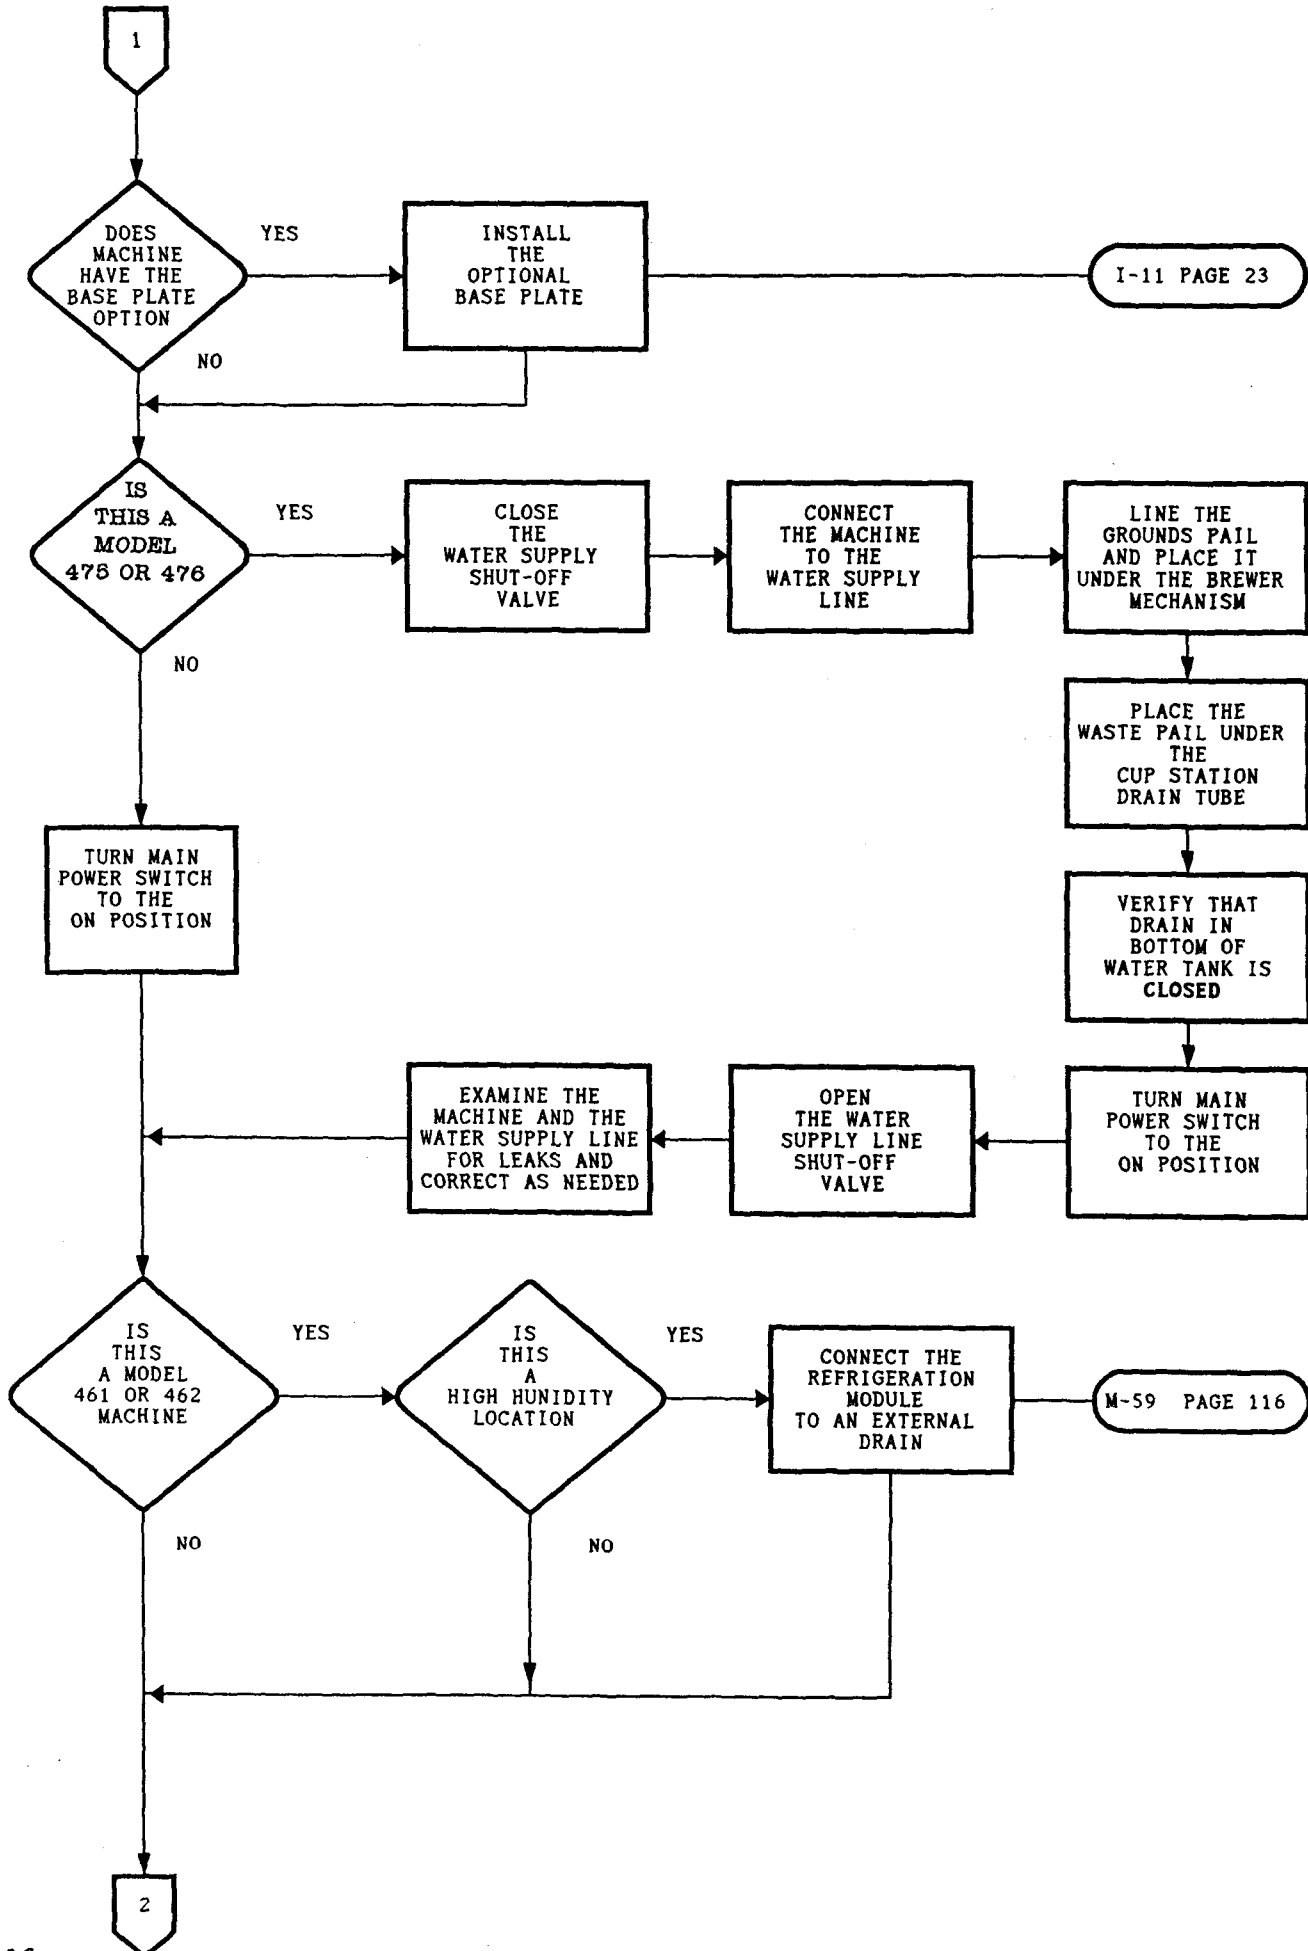 1
DOES
MACHINE
HAVE THE
BASE PLATE
OPTION
YES
NO
INSTALL
THE
OPTIONAL
BASE PLATE
I-11 PAGE 23
IS
THIS A
MODEL
475 OR 476
YES
NO
CLOSE
THE
WATER SUPPLY
SHUT-OFF
VALVE
CONNECT
THE MACHINE
TO THE
WATER SUPPLY
LINE
LINE THE
GROUNDS PAIL
AND PLACE IT
UNDER THE BREWER
MECHANISM
PLACE THE
WASTE PAIL UNDER
THE
CUP STATION
DRAIN TUBE
VERIFY THAT
DRAIN IN
BOTTOM OF
WATER TANK IS
CLOSED
TURN MAIN
POWER SWITCH
TO THE
ON POSITION
OPEN
THE WATER
SUPPLY LINE
SHUT-OFF
VALVE
EXAMINE THE
MACHINE AND THE
WATER SUPPLY LINE
FOR LEAKS AND
CORRECT AS NEEDED
TURN MAIN
POWER SWITCH
TO THE
ON POSITION
IS
THIS
A MODEL
461 OR 462
MACHINE
YES
NO
IS
THIS
A
HIGH HUNIDITY
LOCATION
YES
NO
CONNECT THE
REFRIGERATION
MODULE
TO AN EXTERNAL
DRAIN
M-59 PAGE 116
2